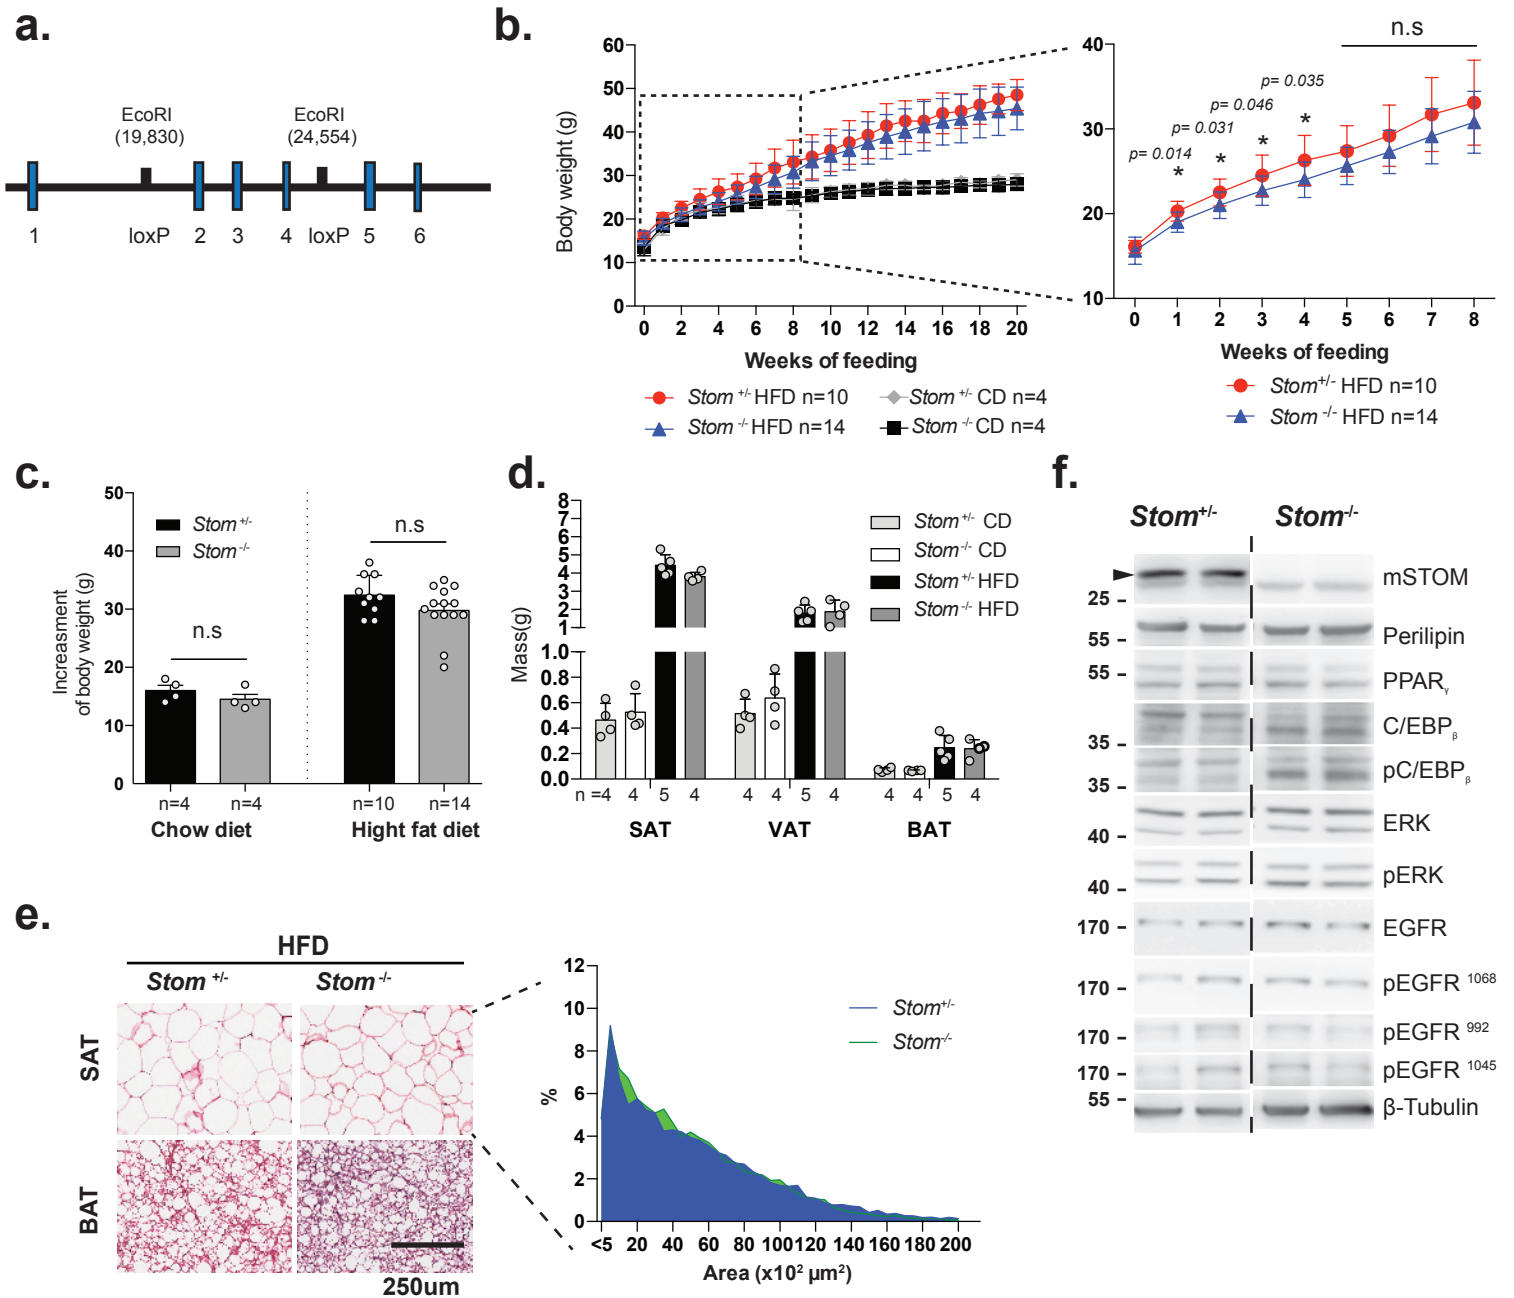 a.
EcoRI
(19,830)
EcoRI
(24,554)
1 loxP 2 3 4 loxP 5 6
b.
Body weight (g)
60
50
40
30
20
10
0
0 2 4 6 8 10 12 14 16 18 20
Weeks of feeding
Stom+/- HFD n=10
Stom-/- HFD n=14
Stom+/- CD n=4
Stom-/- CD n=4
n.s
p= 0.035
p= 0.046
p= 0.031
p= 0.014
* * * *
40
30
20
10
0 1 2 3 4 5 6 7 8
Weeks of feeding
Stom+/- HFD n=10
Stom-/- HFD n=14
c.
Increasment
of body weight (g)
50
40
30
20
10
0
Stom+/-
Stom-/-
n.s
n.s
n=4 n=4 n=10 n=14
Chow diet Hight fat diet
d.
Mass(g)
8
7
6
5
4
3
2
1
1.0
0.8
0.6
0.4
0.2
0.0
Stom+/- CD
Stom-/- CD
Stom+/- HFD
Stom-/- HFD
n =4 4 5 4 4 4 5 4 4 4 5 4
SAT VAT BAT
e.
HFD
Stom+/- Stom-/-
SAT
BAT
250um
%
12
10
8
6
4
2
0
Stom+/-
Stom-/-
<5 20 40 60 80 100 120 140 160 180 200
Area (x10² µm²)
f.
Stom+/- Stom-/-
25 mSTOM
55 Perilipin
55 PPARγ
35 C/EBPβ
35 pC/EBPβ
40 ERK
40 pERK
170 EGFR
170 pEGFR 1068
170 pEGFR 992
170 pEGFR 1045
55 β-Tubulin